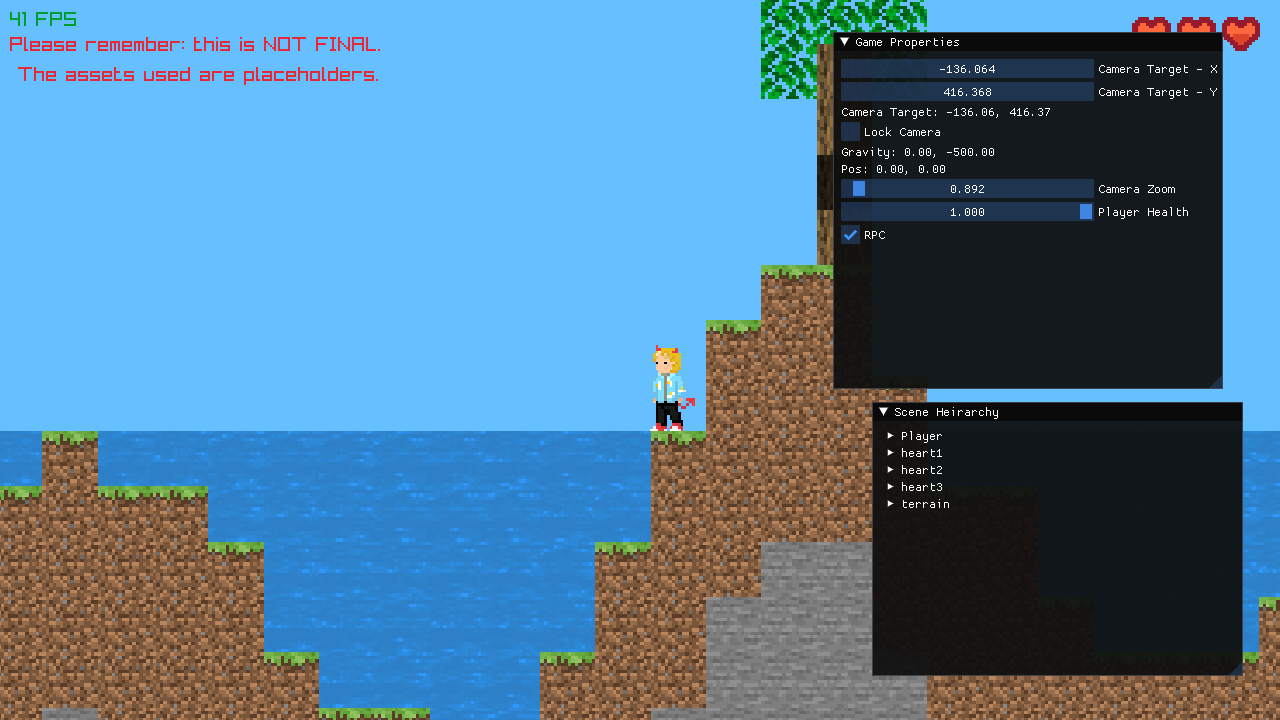 41 FPS
Please remember: this is NOT FINAL.
The assets used are placeholders.
Game Properties
-136.064 Camera Target - X
416.368 Camera Target - Y
Camera Target: -136.06, 416.37
Lock Camera
Gravity: 0.00, -500.00
Pos: 0.00, 0.00
0.892 Camera Zoom
1.000 Player Health
RPC
Scene Heirarchy
Player
heart1
heart2
heart3
terrain